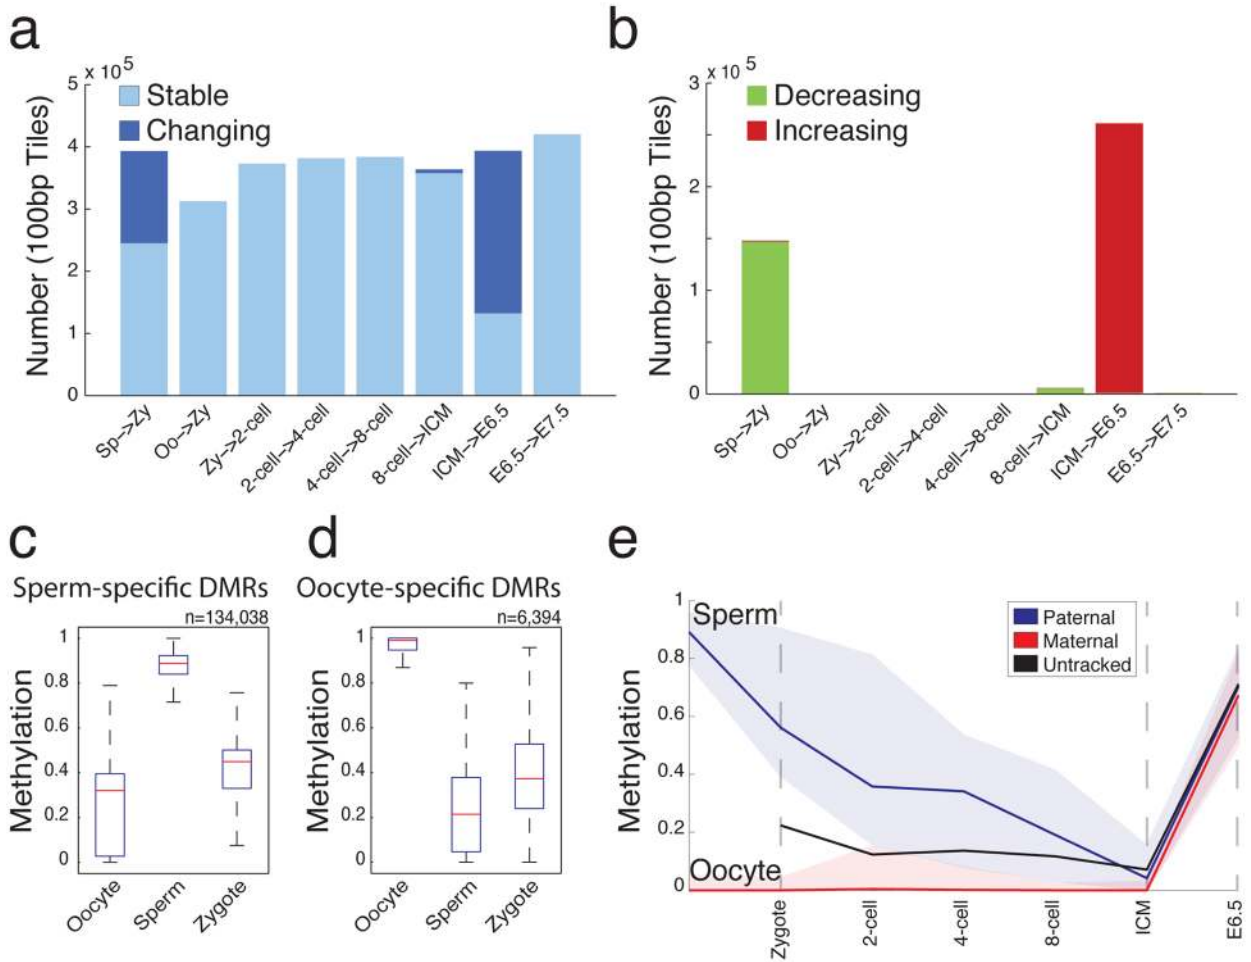 a
x 10⁵
Stable
Changing
5
4
3
2
1
0
Number (100bp Tiles)
Sp-->Zy
Oo-->Zy
Zy-->2-cell
2-cell-->4-cell
4-cell-->8-cell
8-cell-->ICM
ICM-->E6.5
E6.5-->E7.5
b
x 10⁵
Decreasing
Increasing
3
2
1
0
Number (100bp Tiles)
Sp-->Zy
Oo-->Zy
Zy-->2-cell
2-cell-->4-cell
4-cell-->8-cell
8-cell-->ICM
ICM-->E6.5
E6.5-->E7.5
c
Sperm-specific DMRs
n=134,038
1
0.8
0.6
0.4
0.2
0
Methylation
Oocyte
Sperm
Zygote
d
Oocyte-specific DMRs
n=6,394
1
0.8
0.6
0.4
0.2
0
Methylation
Oocyte
Sperm
Zygote
e
1
0.8
0.6
0.4
0.2
0
Methylation
Sperm
Oocyte
Paternal
Maternal
Untracked
Zygote
2-cell
4-cell
8-cell
ICM
E6.5